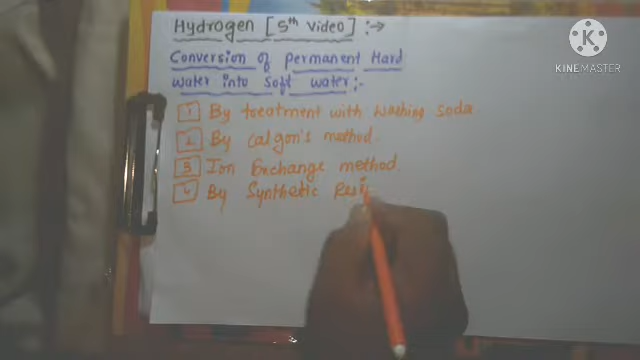 Hydrogen [5th Video] :→
Conversion of permanent Hard
water into soft water:-
1 By treatment with washing soda
2 By calgon's method.
3 Ion Exchange method.
4 By Synthetic
KINEMASTER